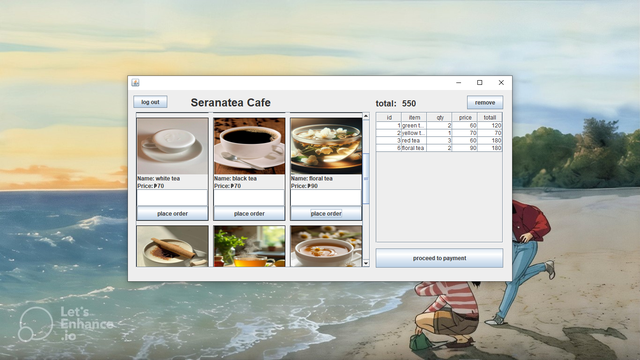 log out
Seranatea Cafe
total: 550
remove
Name: white tea
Price: ₱70
place order
Name: black tea
Price: ₱70
place order
Name: floral tea
Price: ₱90
place order
id item qty price totall
1 green t... 2 60 120
2 yellow t... 1 70 70
3 red tea 3 60 180
6 floral tea 2 90 180
proceed to payment
Let's
Enhance
.io